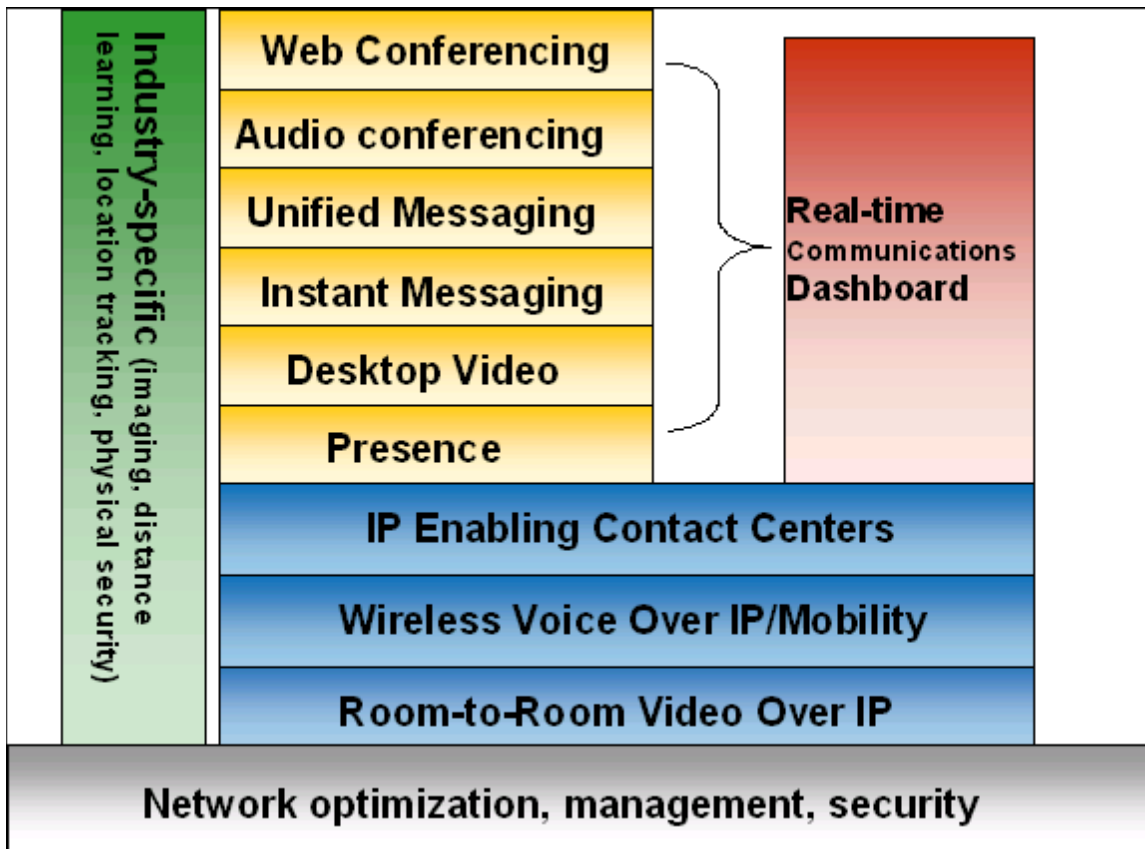 Industry-specific (imaging, distance
learning, location tracking, physical security)
Web Conferencing
Audio conferencing
Unified Messaging
Instant Messaging
Desktop Video
Presence
Real-time
Communications
Dashboard
IP Enabling Contact Centers
Wireless Voice Over IP/Mobility
Room-to-Room Video Over IP
Network optimization, management, security